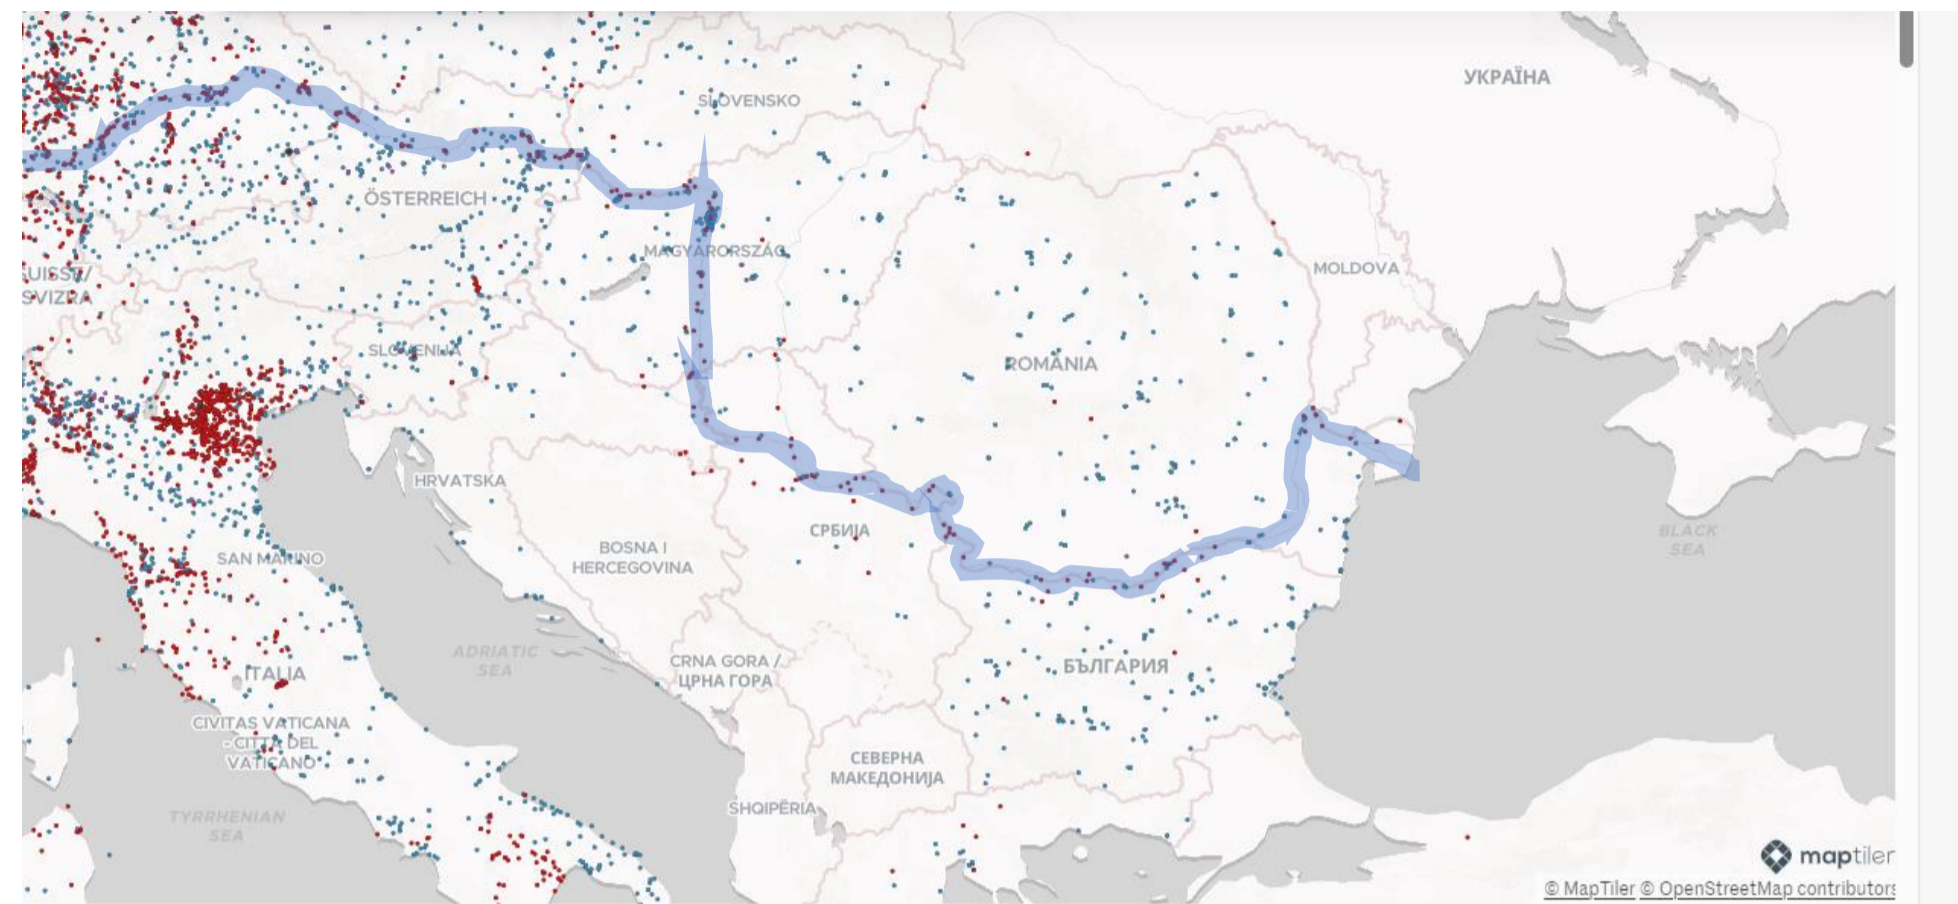 УКРАЇНА
SLOVENSKO
ÖSTERREICH
MAGYARORSZÁG
MOLDOVA
SUISSE/
SVIZRA
SLOVENIJA
ROMÂNIA
HRVATSKA
СРБИЈА
BLACK
SEA
SAN MARINO
BOSNA I
HERCEGOVINA
ADRIATIC
SEA
CRNA GORA /
ЦРНА ГОРА
БЪЛГАРИЯ
ITALIA
CIVITAS VATICANA
- CITTÀ DEL
VATICANO
СЕВЕРНА
МАКЕДОНИЈА
SHQIPËRIA
TYRRHENIAN
SEA
maptiler
© MapTiler © OpenStreetMap contributors